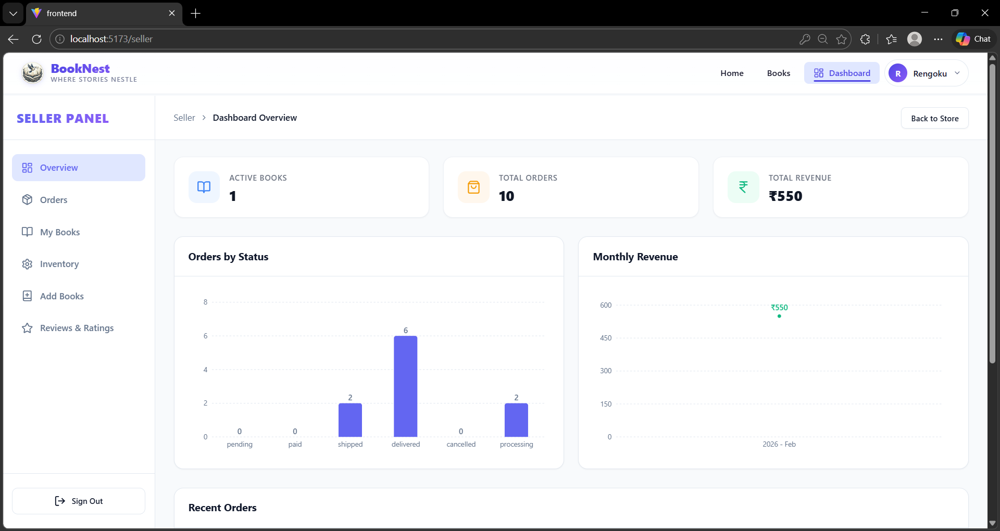 frontend
localhost:5173/seller
Chat
BookNest
WHERE STORIES NESTLE
Home
Books
Dashboard
R
Rengoku
SELLER PANEL
Seller > Dashboard Overview
Back to Store
Overview
Orders
My Books
Inventory
Add Books
Reviews & Ratings
Sign Out
ACTIVE BOOKS
1
TOTAL ORDERS
10
TOTAL REVENUE
₹550
Orders by Status
8
6
4
2
0
0
0
2
6
0
2
pending
paid
shipped
delivered
cancelled
processing
Monthly Revenue
600
450
300
150
0
₹550
2026 - Feb
Recent Orders